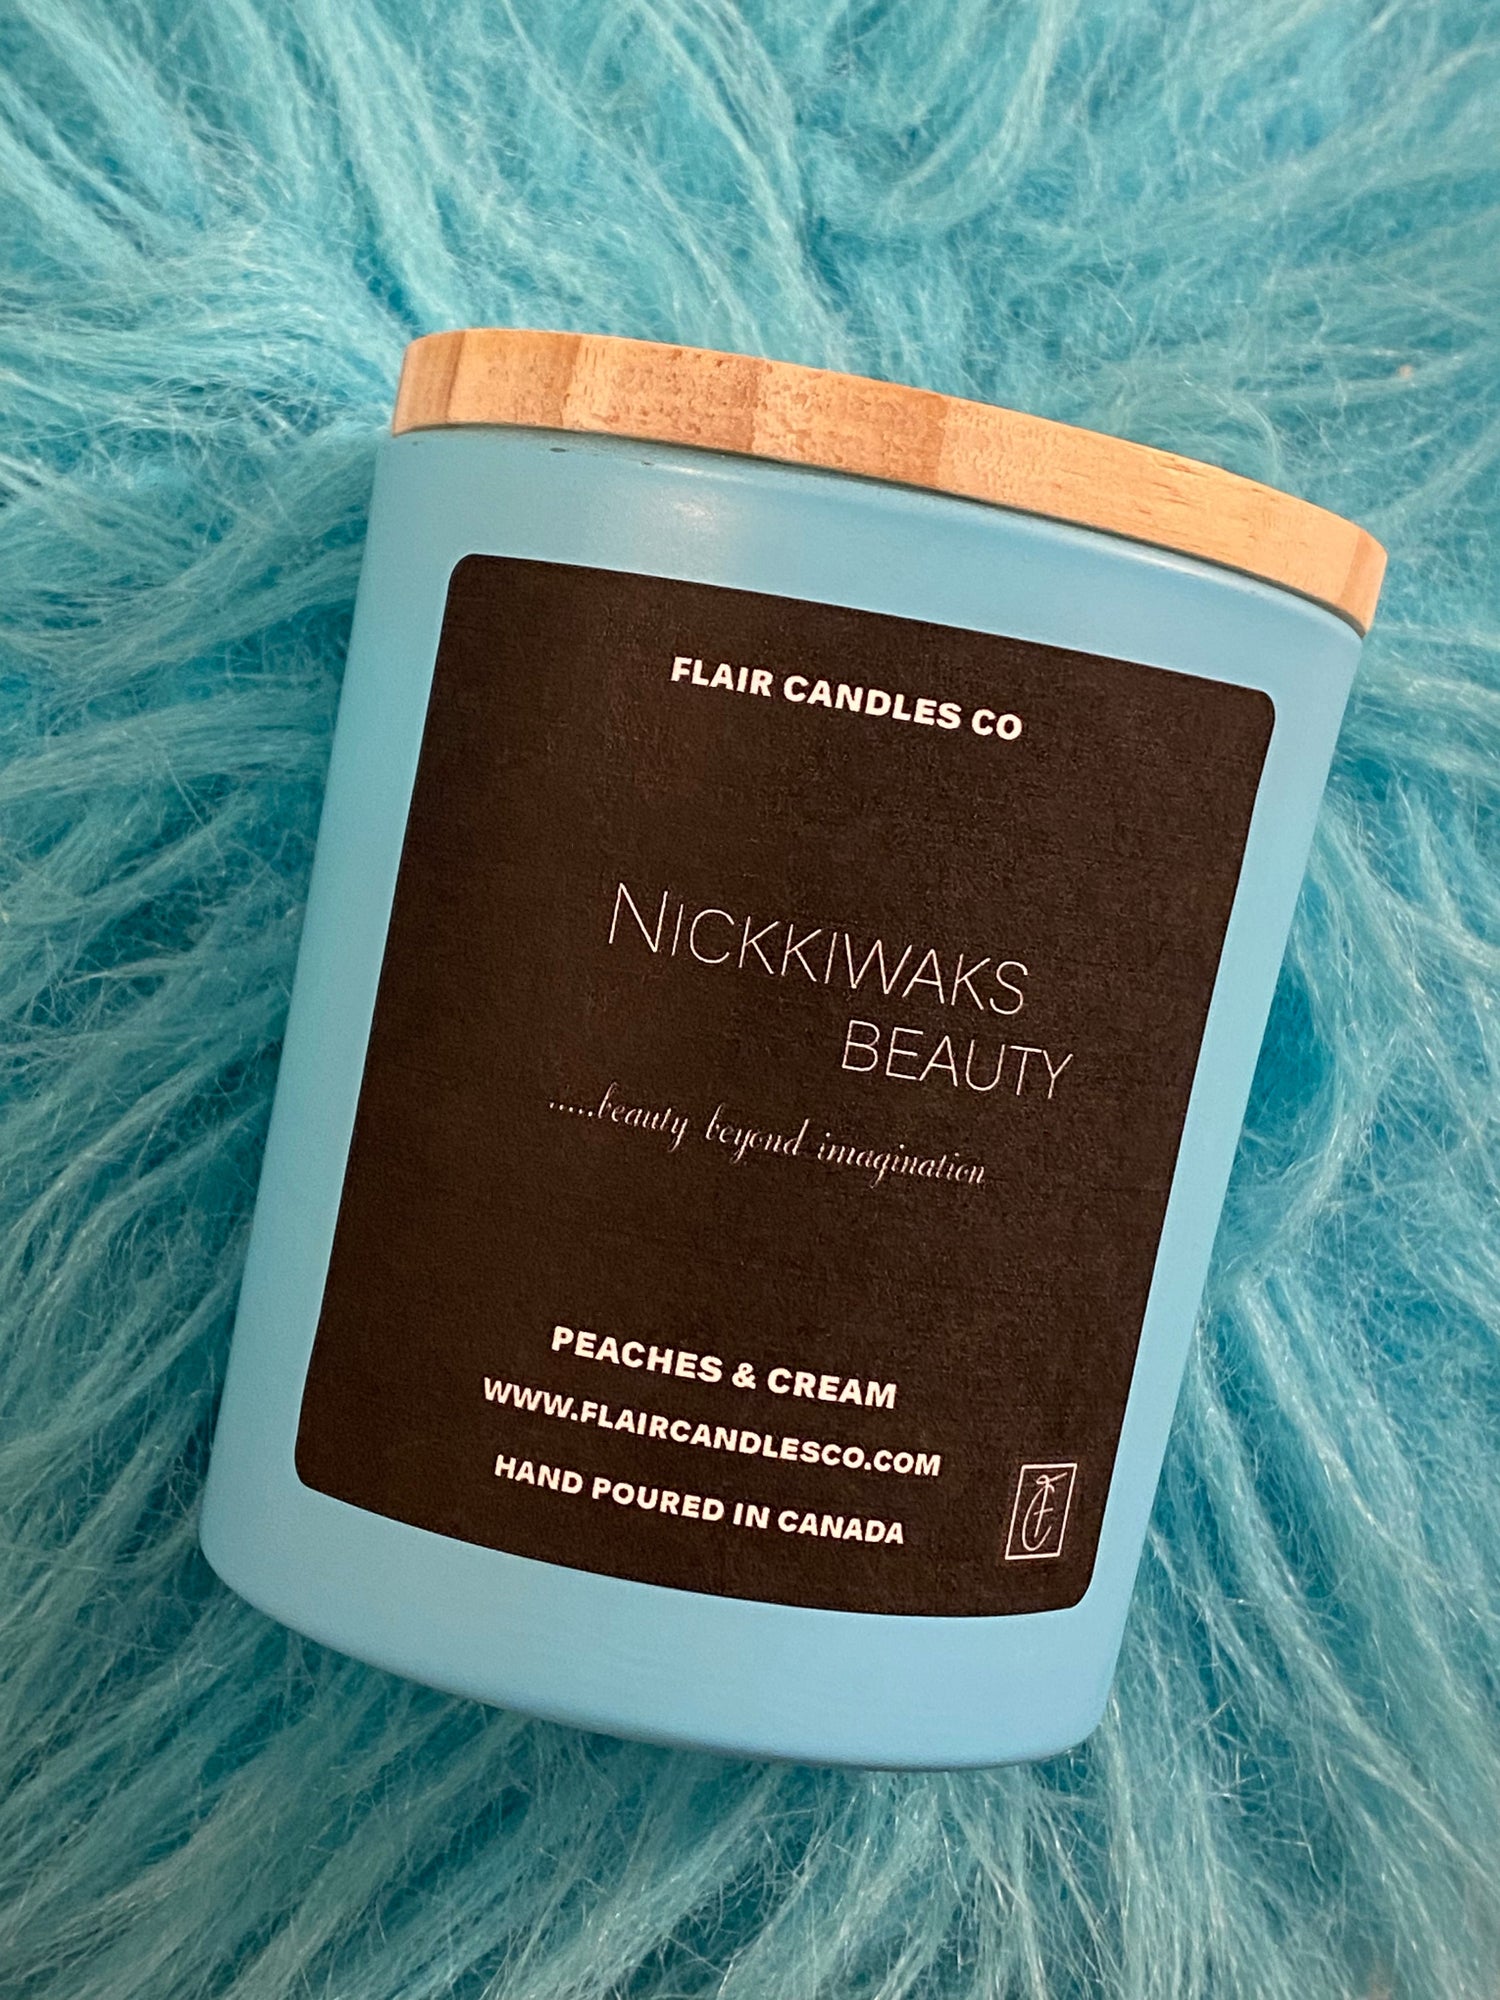 FLAIR CANDLES CO
NICKKIWAKS
BEAUTY
.....beauty beyond imagination
PEACHES & CREAM
WWW.FLAIRCANDLESCO.COM
HAND POURED IN CANADA